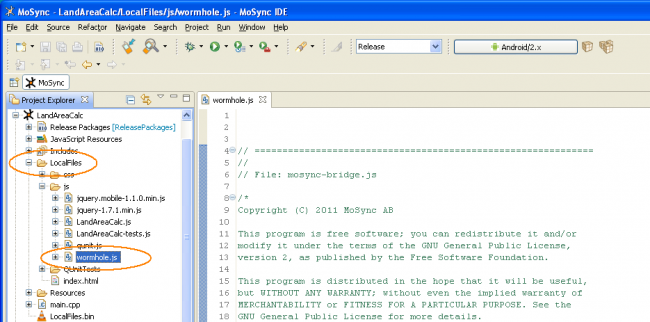 MoSync - LandAreaCalc/LocalFiles/js/wormhole.js - MoSync IDE
File Edit Source Refactor Navigate Search Project Run Window Help
Release Android/2.x
MoSync
Project Explorer
wormhole.js
LandAreaCalc
Release Packages [ReleasePackages]
JavaScript Resources
Includes
LocalFiles
css
js
jquery.mobile-1.1.0.min.js
jquery-1.7.1.min.js
LandAreaCalc.js
LandAreaCalc-tests.js
qunit.js
wormhole.js
QUnitTests
index.html
Resources
main.cpp
LocalFiles.bin
1
2
3
4 // =============================================================
5 //
6 // File: mosync-bridge.js
7
8 /*
9 Copyright (C) 2011 MoSync AB
10
11 This program is free software; you can redistribute it and/or
12 modify it under the terms of the GNU General Public License,
13 version 2, as published by the Free Software Foundation.
14
15 This program is distributed in the hope that it will be useful,
16 but WITHOUT ANY WARRANTY; without even the implied warranty of
17 MERCHANTABILITY or FITNESS FOR A PARTICULAR PURPOSE. See the
18 GNU General Public License for more details.